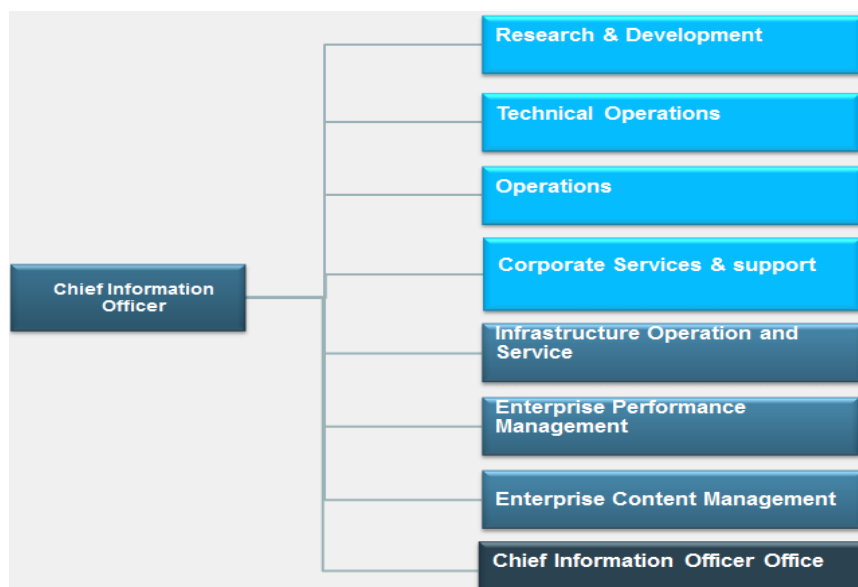 Research & Development
Technical Operations
Operations
Corporate Services & support
Chief Information
Officer
Infrastructure Operation and
Service
Enterprise Performance
Management
Enterprise Content Management
Chief Information Officer Office